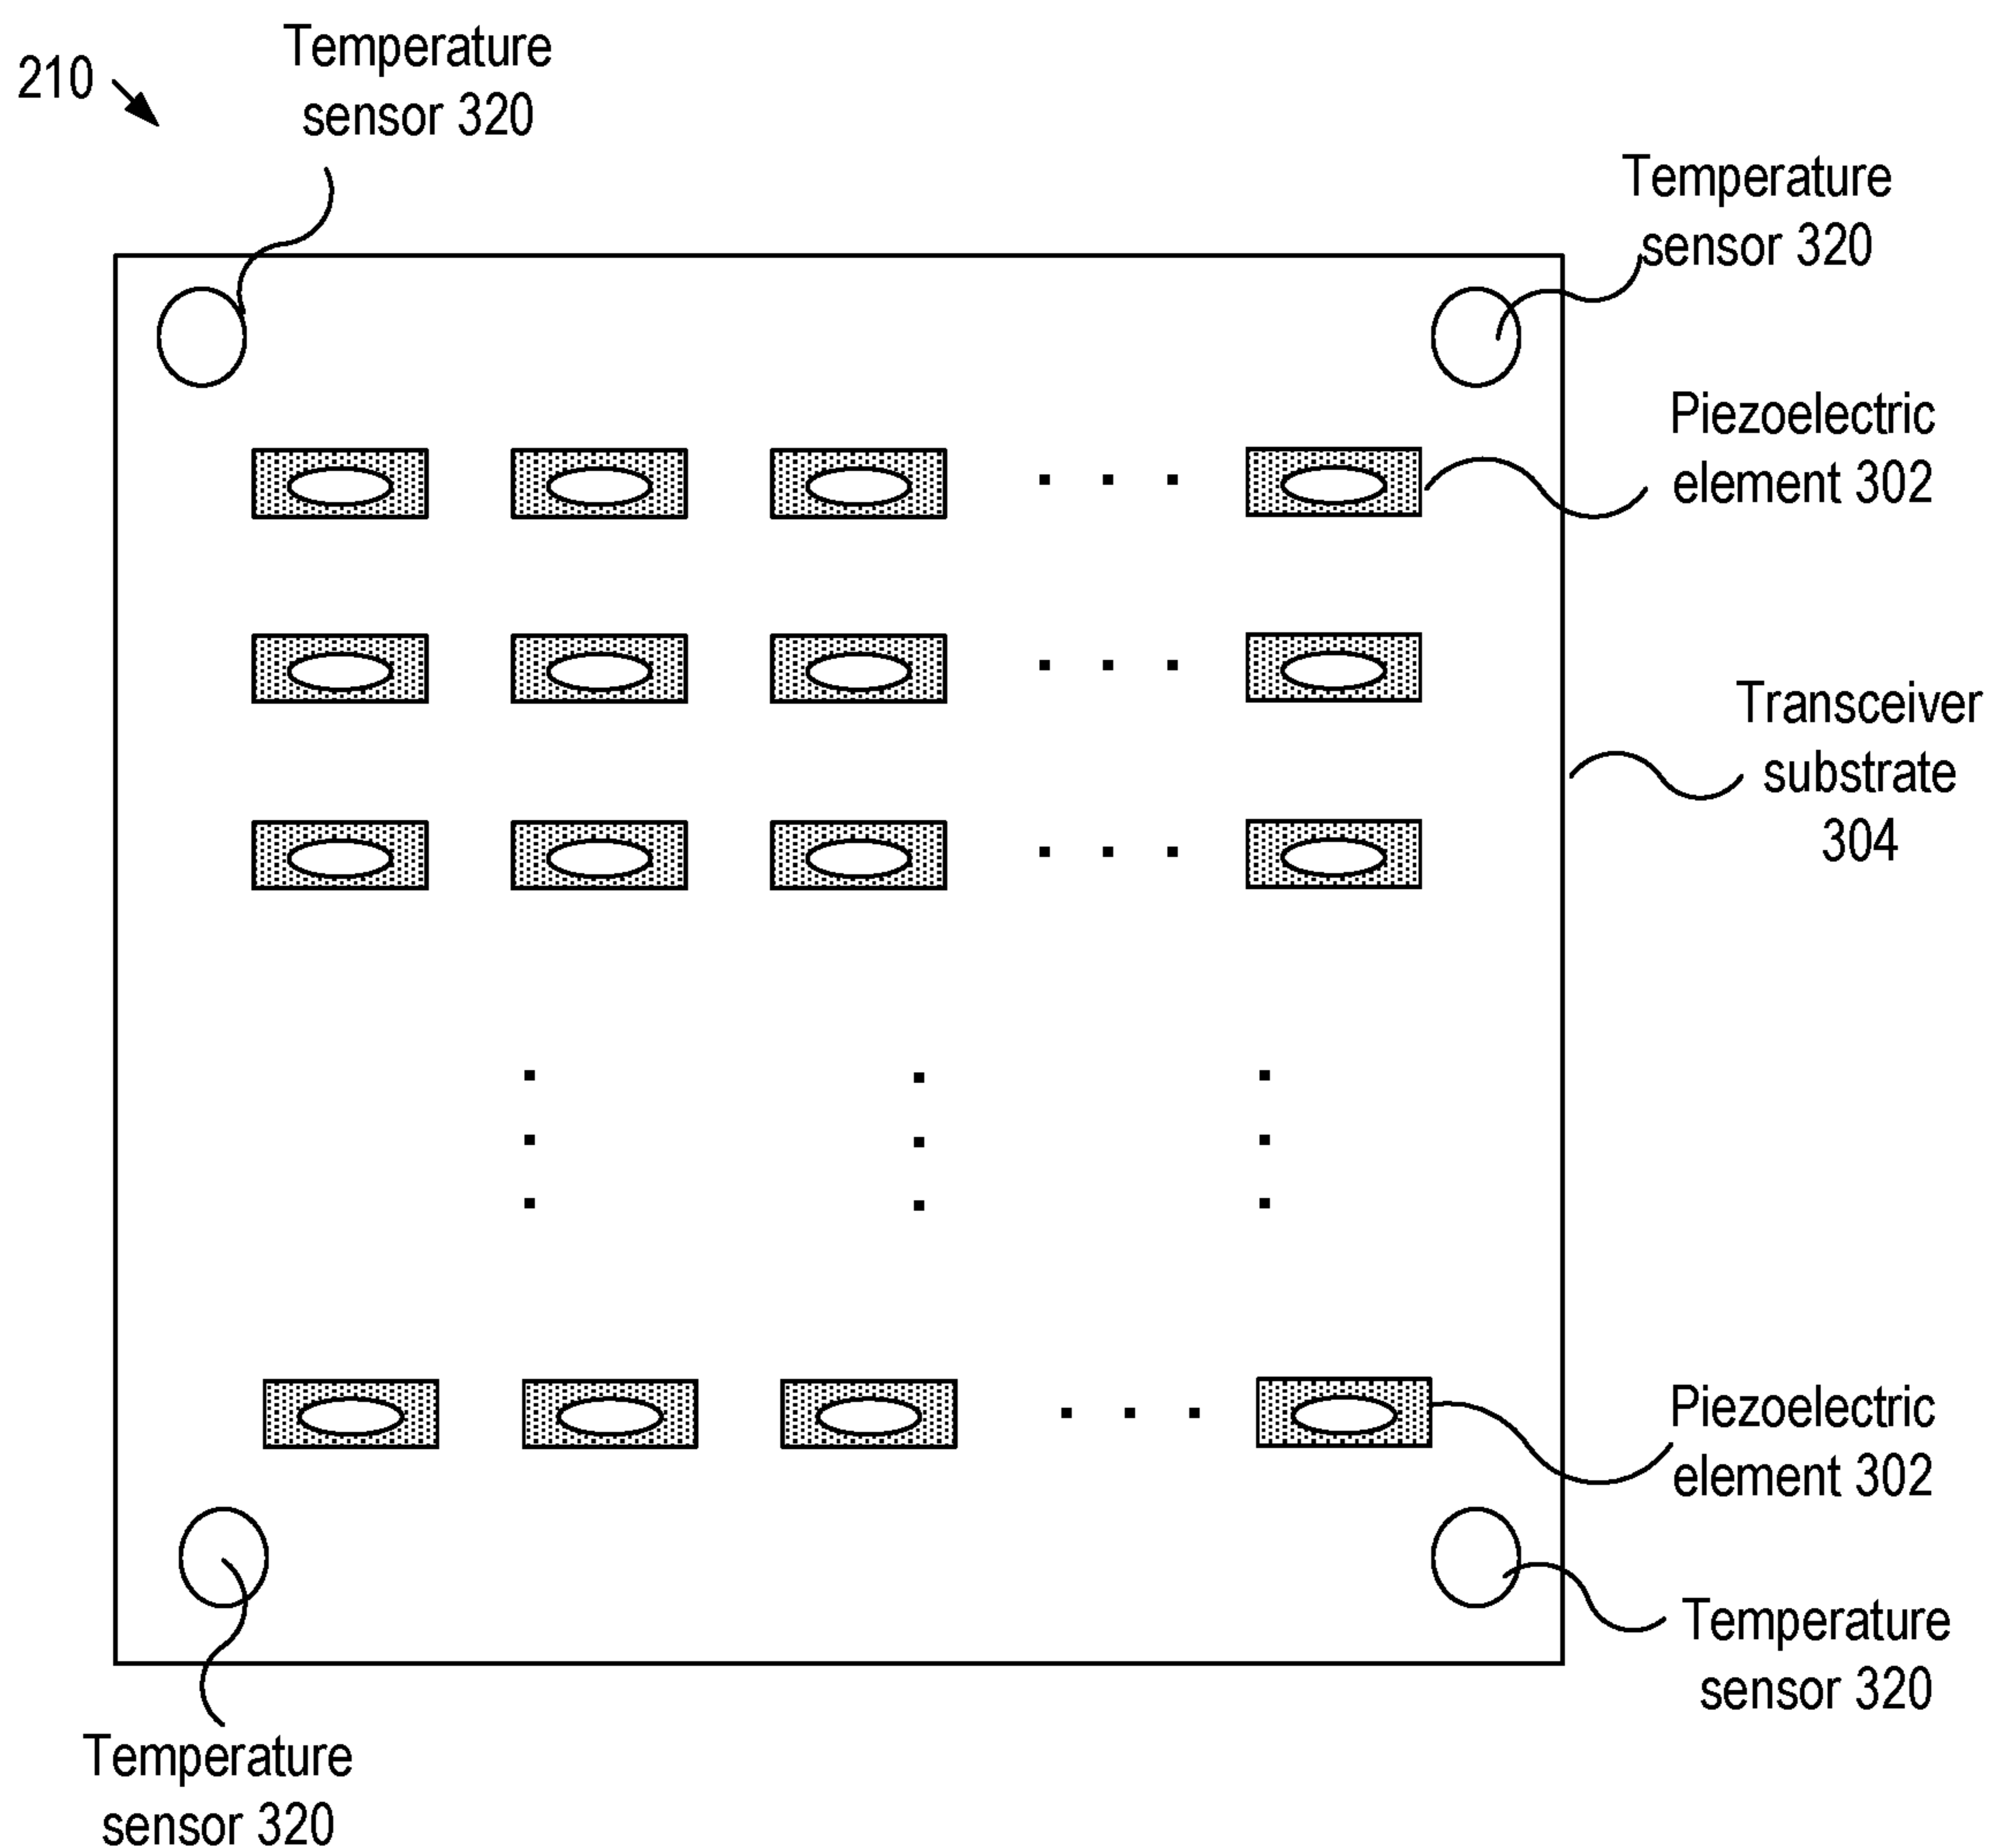 210
Temperature
sensor 320
Temperature
sensor 320
Piezoelectric
element 302
Transceiver
substrate
304
Piezoelectric
element 302
Temperature
sensor 320
Temperature
sensor 320